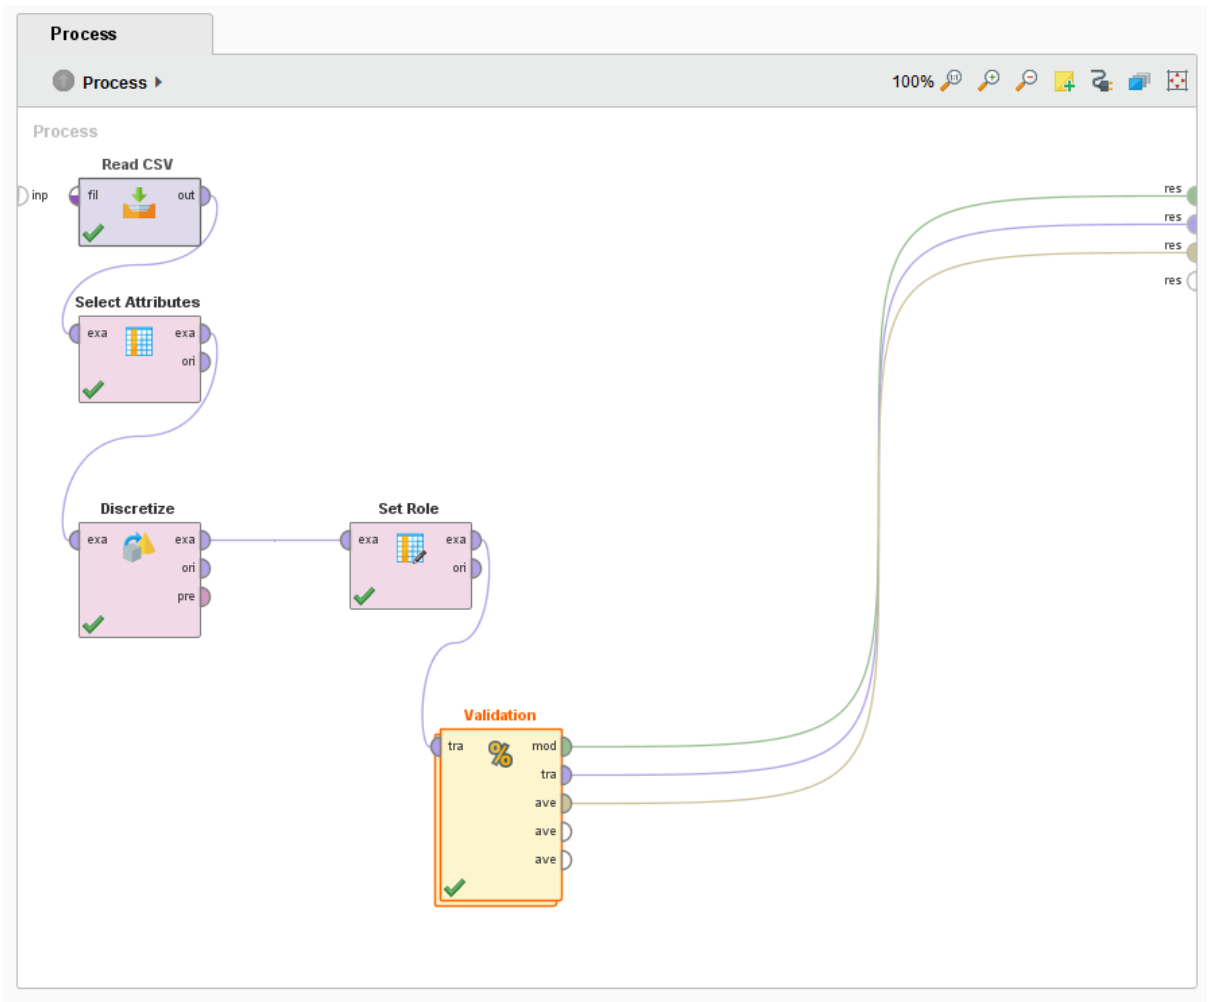 Process
Process
100%
Process
Read CSV
inp
fil
out
res
res
res
res
Select Attributes
exa
exa
ori
Discretize
exa
exa
ori
pre
Set Role
exa
exa
ori
Validation
tra
mod
tra
ave
ave
ave